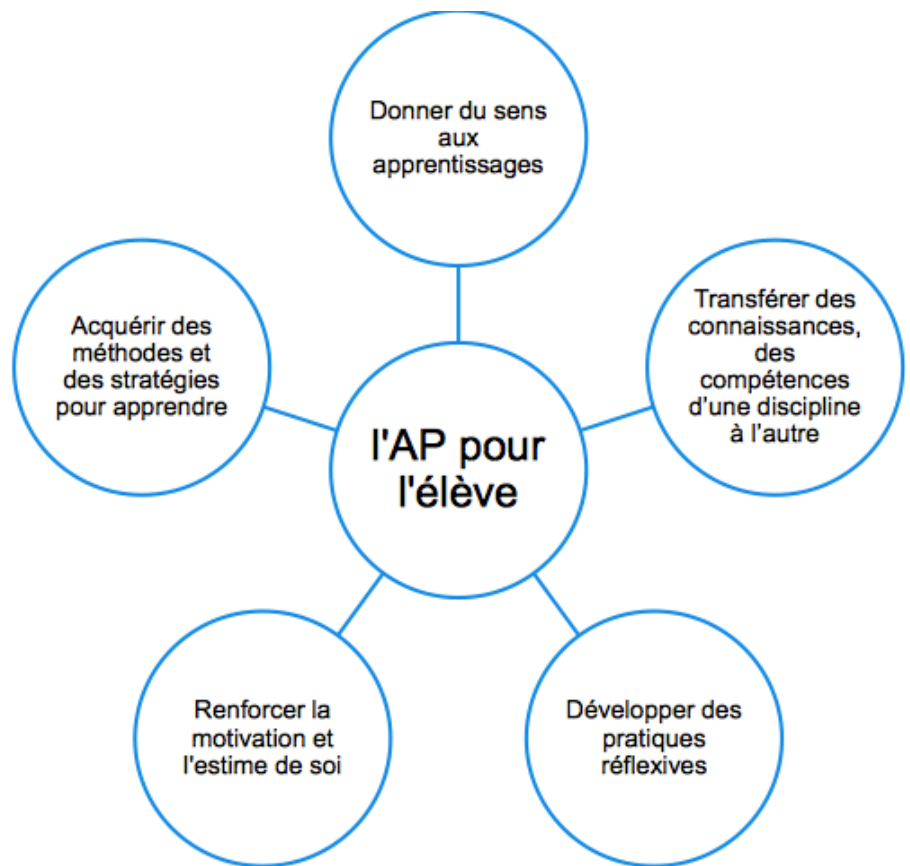 Donner du sens
aux
apprentissages
Transférer des
connaissances,
des
compétences
d'une discipline
à l'autre
Acquérir des
méthodes et
des stratégies
pour apprendre
l'AP pour
l'élève
Renforcer la
motivation et
l'estime de soi
Développer des
pratiques
réflexives